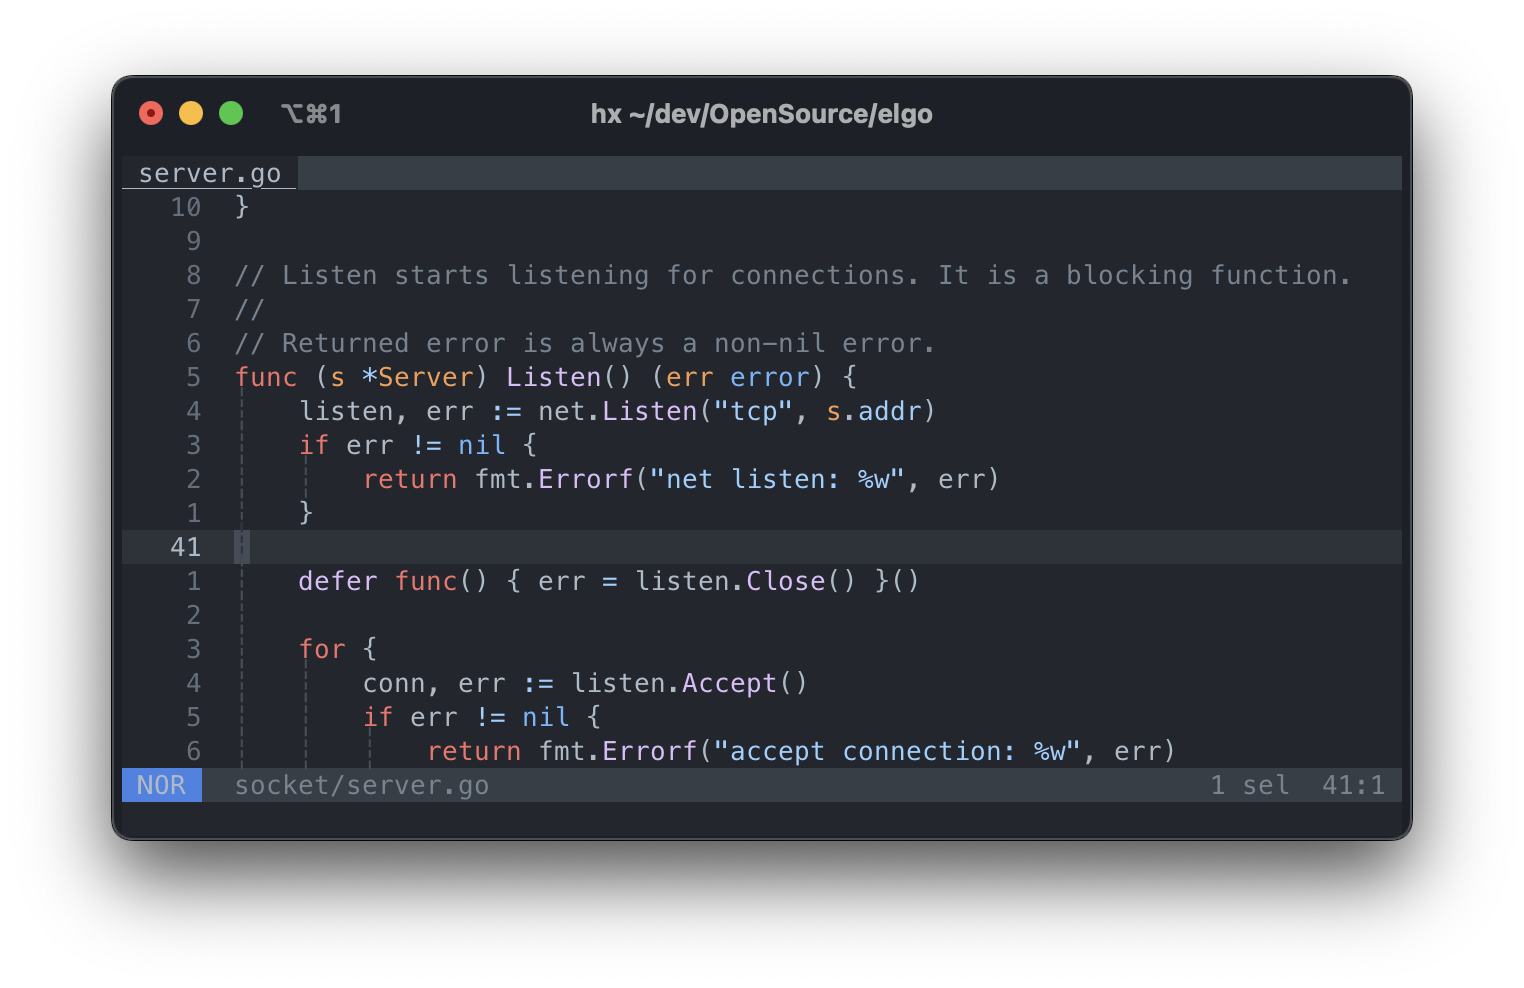 ⌥⌘1 hx ~/dev/OpenSource/elgo
server.go
10 }
9
8 // Listen starts listening for connections. It is a blocking function.
7 //
6 // Returned error is always a non-nil error.
5 func (s *Server) Listen() (err error) {
4     listen, err := net.Listen("tcp", s.addr)
3     if err != nil {
2         return fmt.Errorf("net listen: %w", err)
1     }
41
1     defer func() { err = listen.Close() }()
2
3     for {
4         conn, err := listen.Accept()
5         if err != nil {
6             return fmt.Errorf("accept connection: %w", err)
NOR socket/server.go 1 sel 41:1